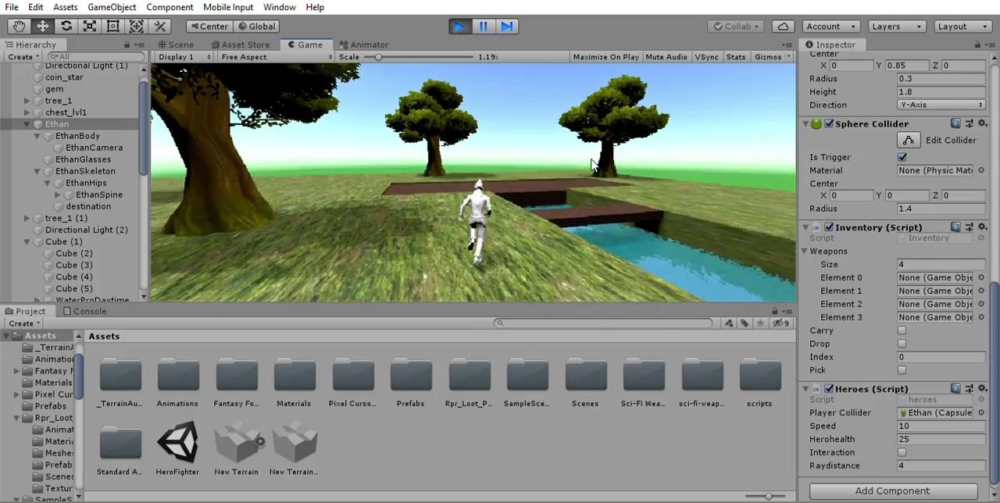 File Edit Assets GameObject Component Mobile Input Window Help
Center Global Collab Account Layers Layout
Hierarchy Scene Asset Store Game Animator Inspector
Create All Display 1 Free Aspect Scale 1.19: Maximize On Play Mute Audio VSync Stats Gizmos
Directional Light (1)
coin_star
gem
tree_1
chest_lvl1
Ethan
EthanBody
EthanCamera
EthanGlasses
EthanSkeleton
EthanHips
EthanSpine
destination
tree_1 (1)
Directional Light (2)
Cube (1)
Cube (2)
Cube (3)
Cube (4)
Cube (5)
WaterProDaytime
Center
X 0 Y 0.85 Z 0
Radius 0.3
Height 1.8
Direction Y-Axis
Sphere Collider
Edit Collider
Is Trigger
Material None (Physic Mat
Center
X 0 Y 0 Z 0
Radius 1.4
Inventory (Script)
Script Inventory
Weapons
Size 4
Element 0 None (Game Obje
Element 1 None (Game Obje
Element 2 None (Game Obje
Element 3 None (Game Obje
Carry
Drop
Index 0
Pick
Heroes (Script)
Script heroes
Player Collider Ethan (Capsule
Speed 10
Herohealth 25
Interaction
Raydistance 4
Add Component
Project Console
Create 9
Assets
_TerrainA
Animation
Fantasy F
Materials
Pixel Cur
Prefabs
Rpr_Loot_
Animat
Materia
Meshes
Prefab
Scenes
Textur
SampleS
Assets
_TerrainAu... Animations Fantasy Fo... Materials Pixel Curso... Prefabs Rpr_Loot_P... SampleSce... Scenes Sci-Fi Wea... sci-fi-weap... scripts
Standard A... HeroFighter New Terrain New Terrain...